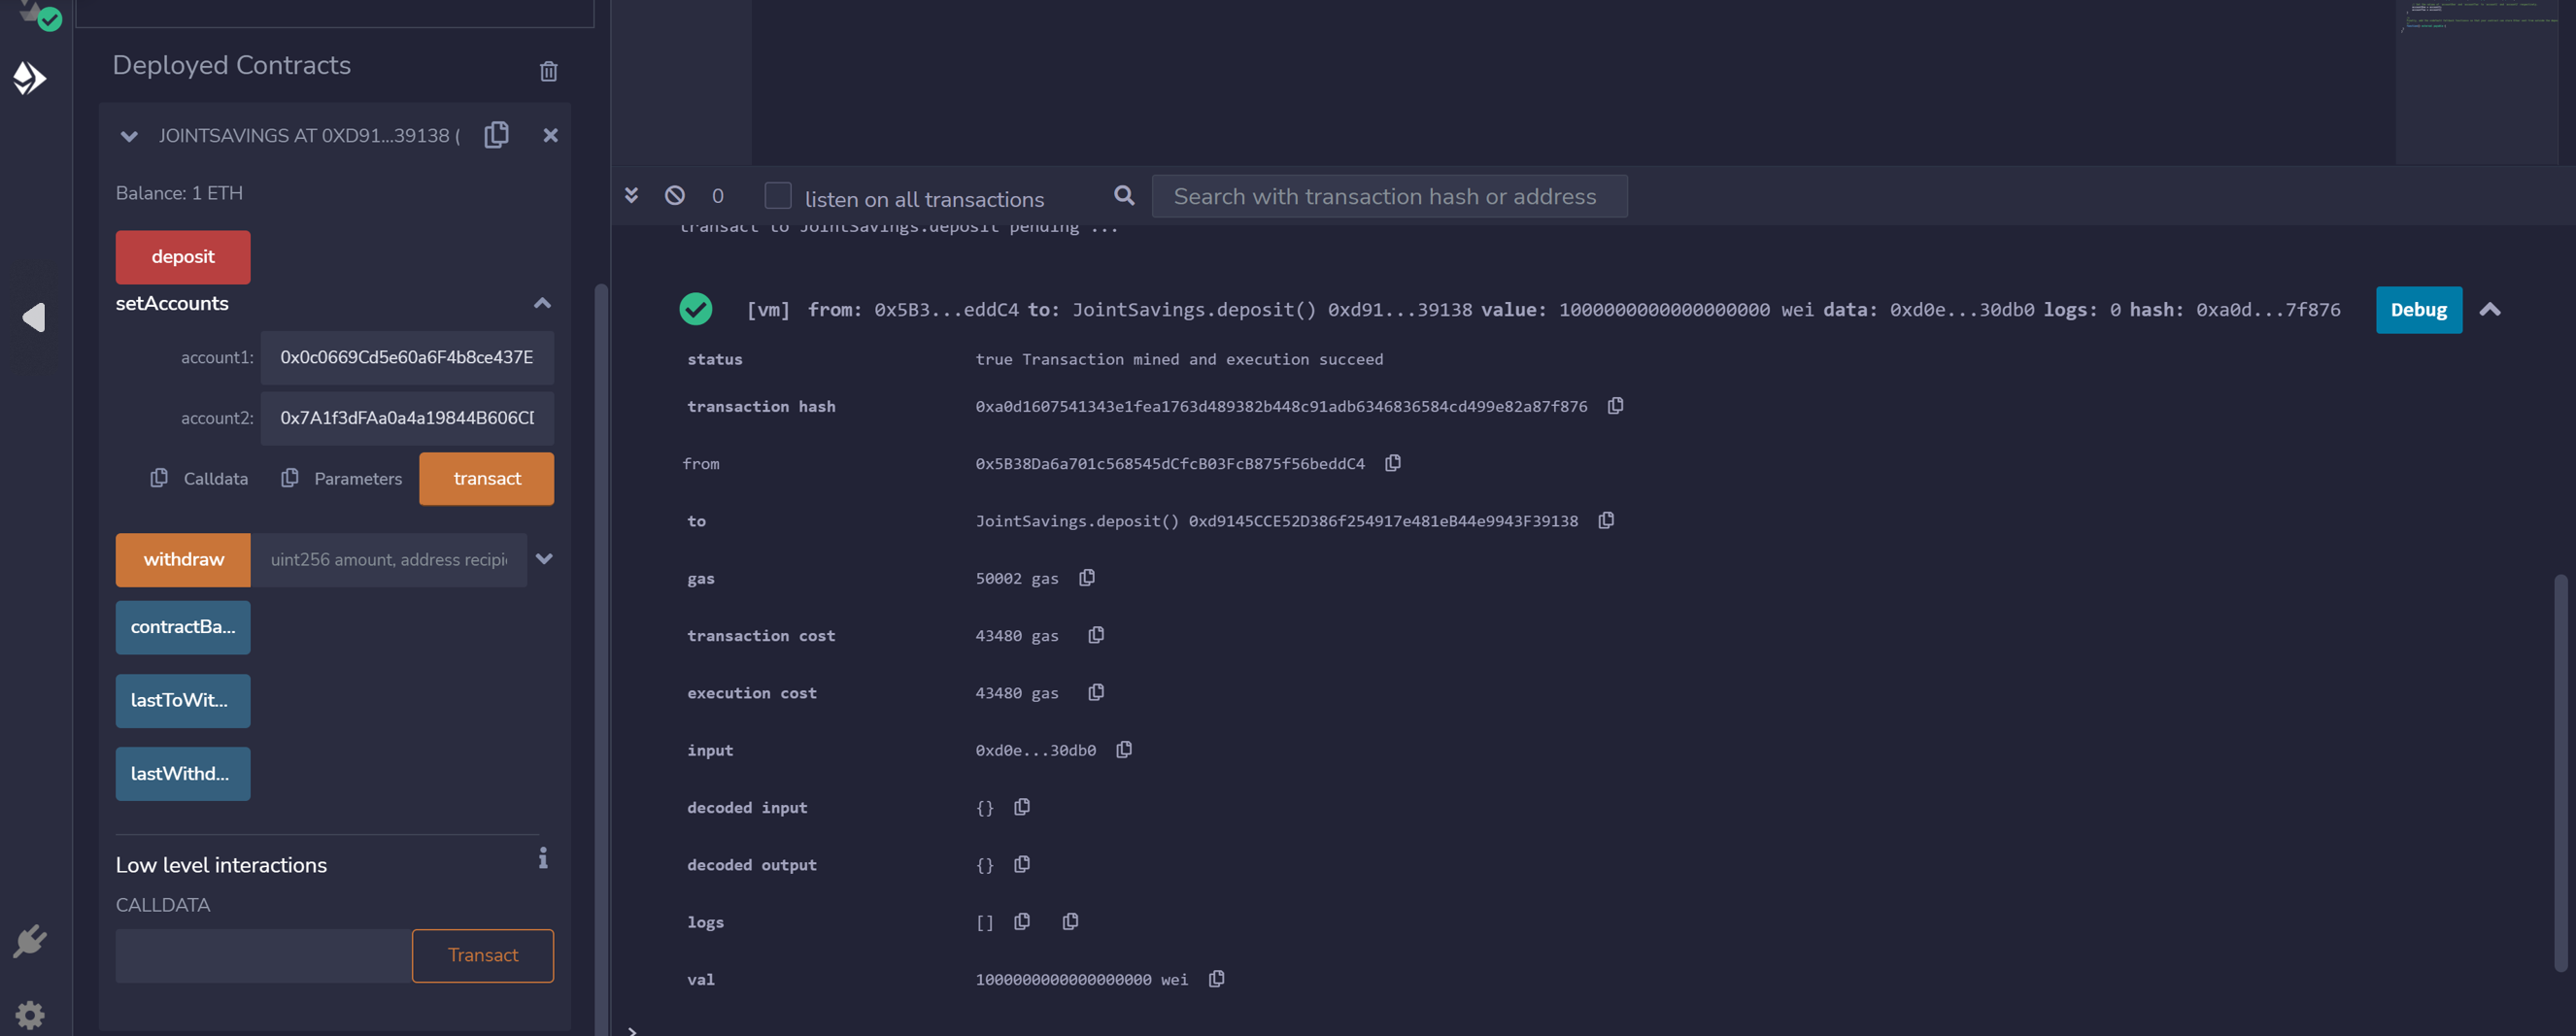 Deployed Contracts
JOINTSAVINGS AT 0XD91...39138 (
Balance: 1 ETH
deposit
setAccounts
account1: 0x0c0669Cd5e60a6F4b8ce437E
account2: 0x7A1f3dFAa0a4a19844B606CD
Calldata Parameters transact
withdraw uint256 amount, address recipi
contractBa...
lastToWit...
lastWithd...
Low level interactions
i
CALLDATA
Transact
0 listen on all transactions Search with transaction hash or address
transact to JointSavings.deposit pending ...
[vm] from: 0x5B3...eddC4 to: JointSavings.deposit() 0xd91...39138 value: 1000000000000000000 wei data: 0xd0e...30db0 logs: 0 hash: 0xa0d...7f876 Debug
status true Transaction mined and execution succeed
transaction hash 0xa0d1607541343e1fea1763d489382b448c91adb6346836584cd499e82a87f876
from 0x5B38Da6a701c568545dCfcB03FcB875f56beddC4
to JointSavings.deposit() 0xd9145CCE52D386f254917e481eB44e9943F39138
gas 50002 gas
transaction cost 43480 gas
execution cost 43480 gas
input 0xd0e...30db0
decoded input {}
decoded output {}
logs []
val 1000000000000000000 wei
>